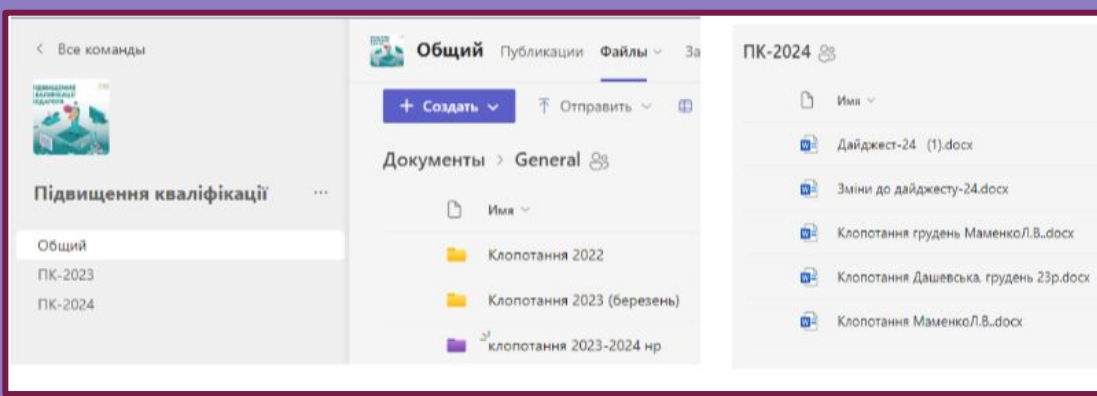 Все команды
Підвищення кваліфікації ...
Общий
ПК-2023
ПК-2024
Общий Публикации Файлы За
+ Создать Отправить
Документы > General
Имя
Клопотання 2022
Клопотання 2023 (березень)
клопотання 2023-2024 нр
ПК-2024
Имя
Дайджест-24 (1).docx
Зміни до дайджесту-24.docx
Клопотання грудень МаменкоЛ.В..docx
Клопотання Дашевська. грудень 23р.docx
Клопотання МаменкоЛ.В..docx